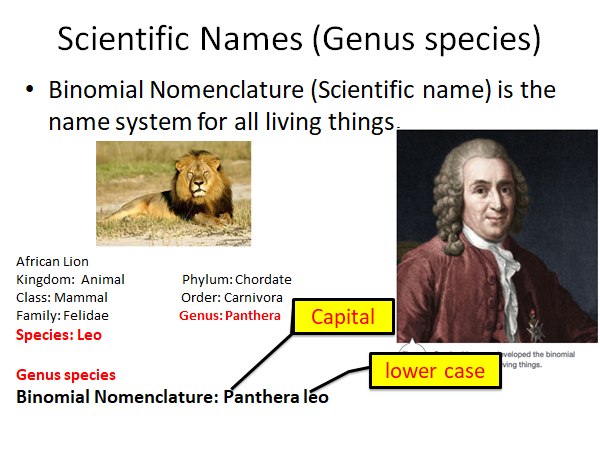 Scientific Names (Genus species)
• Binomial Nomenclature (Scientific name) is the
name system for all living things.
African Lion
Kingdom: Animal Phylum: Chordate
Class: Mammal Order: Carnivora
Family: Felidae Genus: Panthera
Species: Leo
Capital
veloped the binomial
ving things.
lower case
Genus species
Binomial Nomenclature: Panthera leo